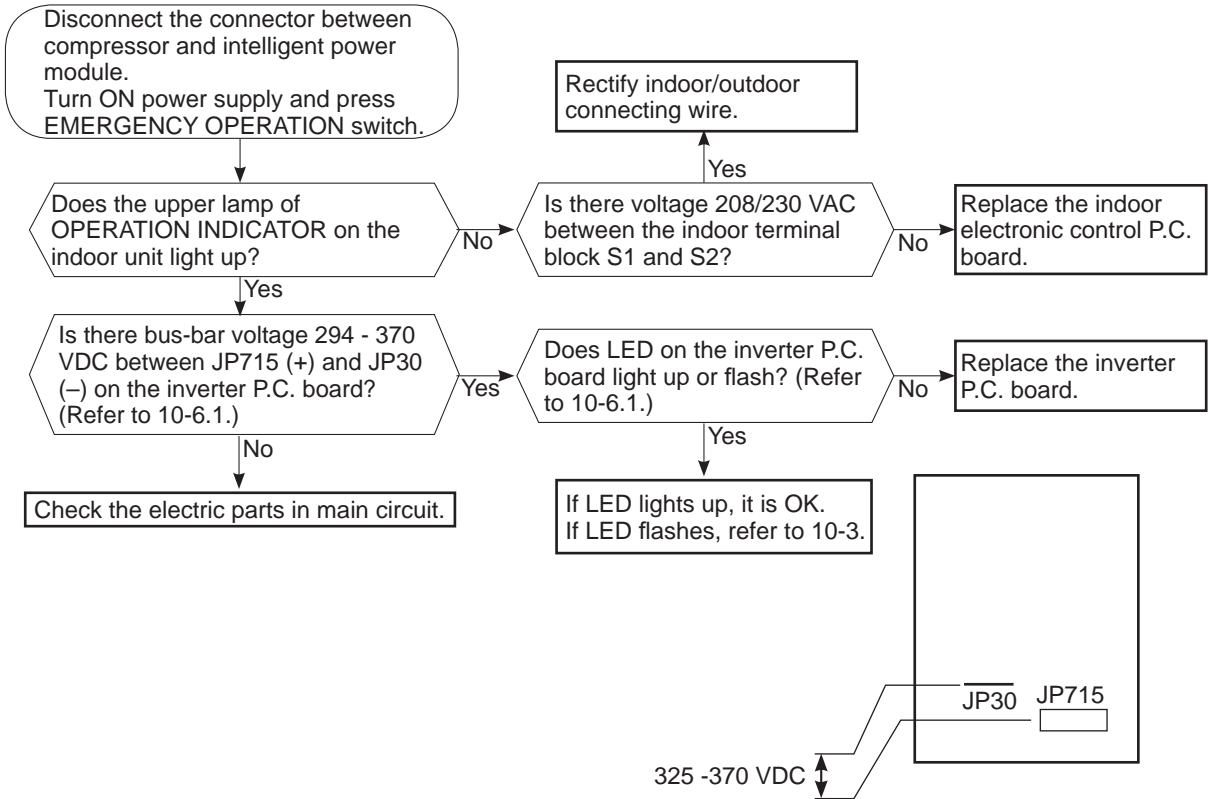 Disconnect the connector between
compressor and intelligent power
module.
Turn ON power supply and press
EMERGENCY OPERATION switch.
Rectify indoor/outdoor
connecting wire.
Yes
Does the upper lamp of
OPERATION INDICATOR on the
indoor unit light up?
No
Is there voltage 208/230 VAC
between the indoor terminal
block S1 and S2?
No
Replace the indoor
electronic control P.C.
board.
Yes
Is there bus-bar voltage 294 - 370
VDC between JP715 (+) and JP30
(–) on the inverter P.C. board?
(Refer to 10-6.1.)
Yes
Does LED on the inverter P.C.
board light up or flash? (Refer
to 10-6.1.)
No
Replace the inverter
P.C. board.
No
Check the electric parts in main circuit.
Yes
If LED lights up, it is OK.
If LED flashes, refer to 10-3.
JP30
JP715
325 -370 VDC